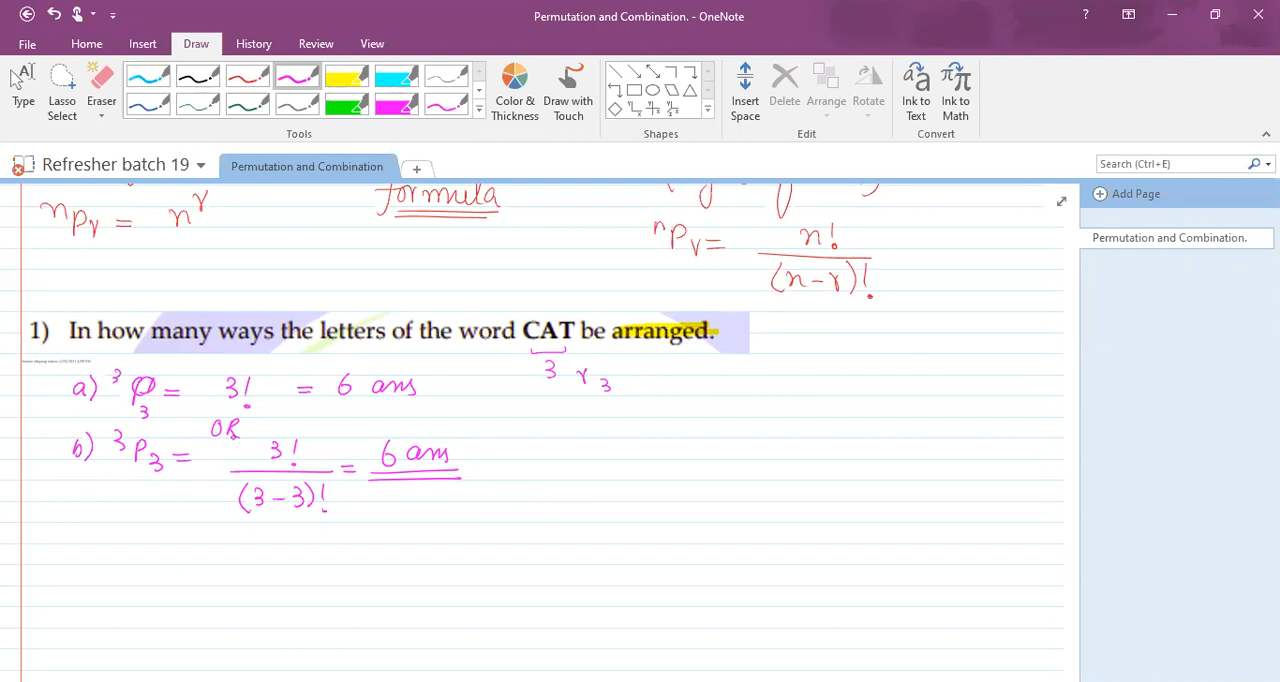 Permutation and Combination. - OneNote
?
File Home Insert Draw History Review View
Type Lasso Select Eraser Color & Thickness Draw with Touch Insert Space Delete Arrange Rotate Ink to Text Ink to Math
Tools Shapes Edit Convert
Refresher batch 19 Permutation and Combination + Search (Ctrl+E)
Add Page
Permutation and Combination.
formula
ⁿPᵣ = nʳ
ⁿPᵣ = n! / (n-r)!
1) In how many ways the letters of the word CAT be arranged.
3 r 3
a) ³P₃ = 3! = 6 ans
OR
b) ³P₃ = 3! / (3-3)! = 6 ans